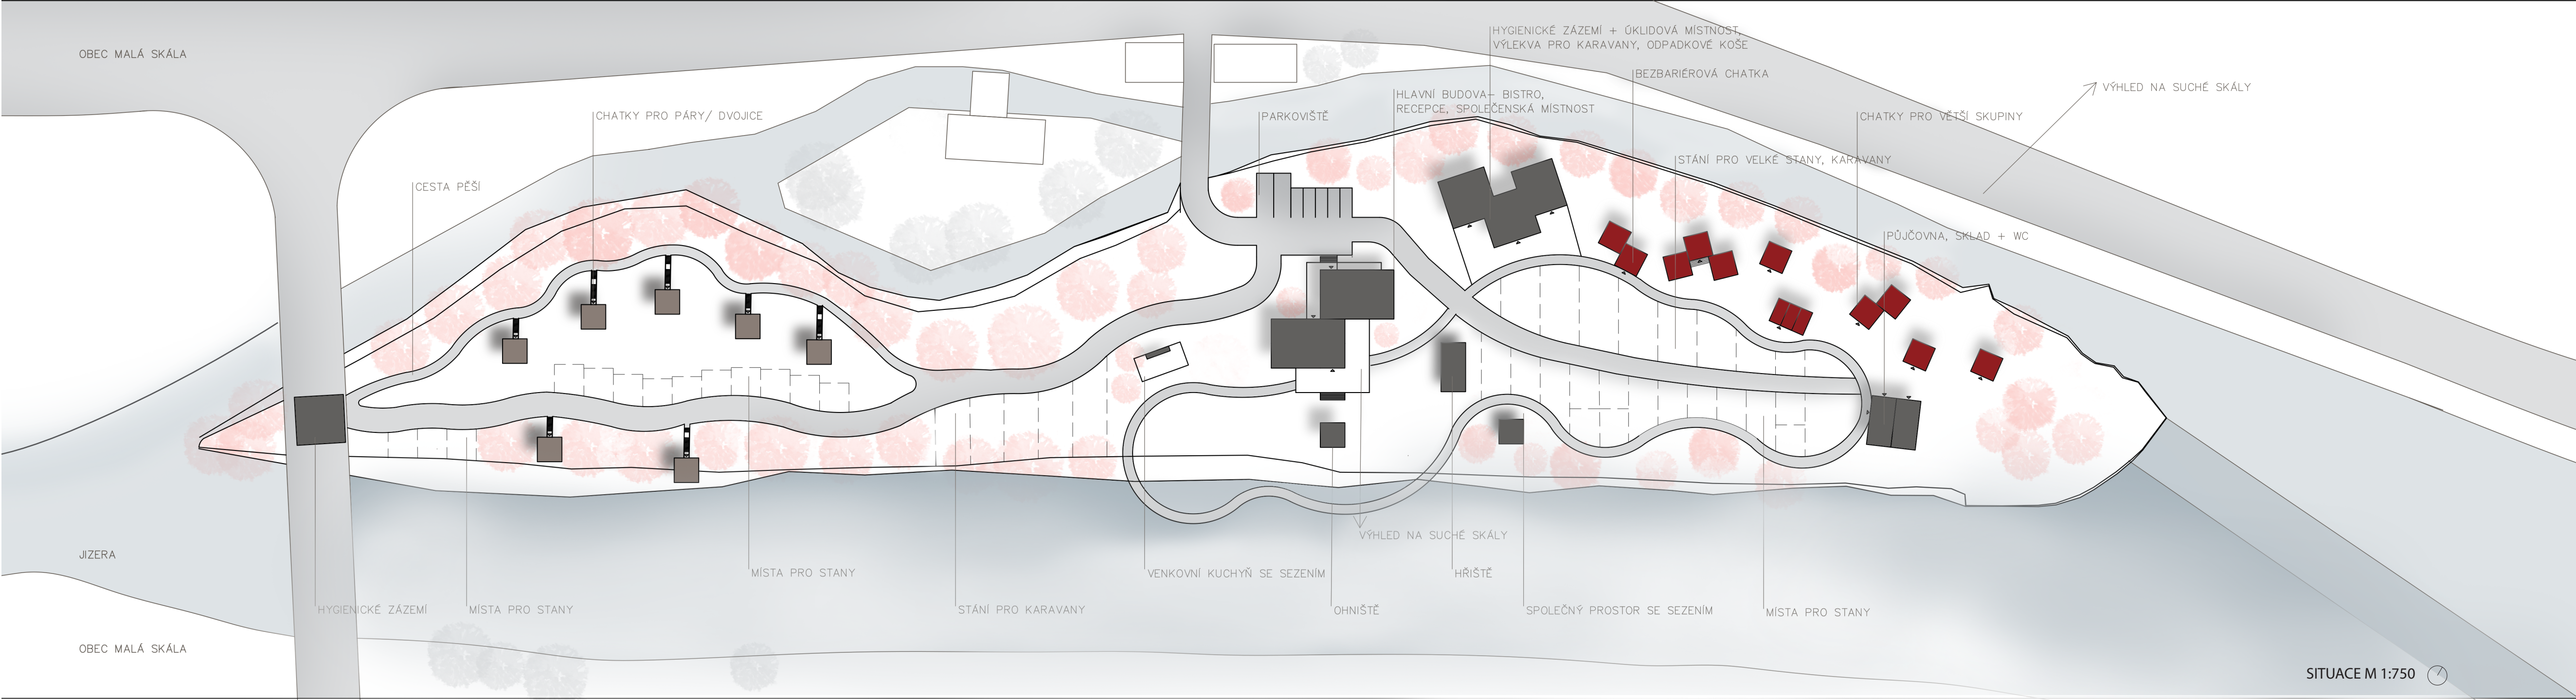 OBEC MALÁ SKÁLA
HYGIENICKÉ ZÁZEMÍ + ÚKLIDOVÁ MÍSTNOST,
VÝLEKVA PRO KARAVANY, ODPADKOVÉ KOŠE
BEZBARIÉROVÁ CHATKA
VÝHLED NA SUCHÉ SKÁLY
HLAVNÍ BUDOVA- BISTRO,
RECEPCE, SPOLEČENSKÁ MÍSTNOST
CHATKY PRO PÁRY/ DVOJICE
PARKOVIŠTĚ
CHATKY PRO VĚTŠÍ SKUPINY
STÁNÍ PRO VELKÉ STANY, KARAVANY
CESTA PĚŠÍ
PŮJČOVNA, SKLAD + WC
VÝHLED NA SUCHÉ SKÁLY
JIZERA
MÍSTA PRO STANY
VENKOVNÍ KUCHYŇ SE SEZENÍM
HŘIŠTĚ
HYGIENICKÉ ZÁZEMÍ
MÍSTA PRO STANY
STÁNÍ PRO KARAVANY
OHNIŠTĚ
SPOLEČNÝ PROSTOR SE SEZENÍM
MÍSTA PRO STANY
OBEC MALÁ SKÁLA
SITUACE M 1:750